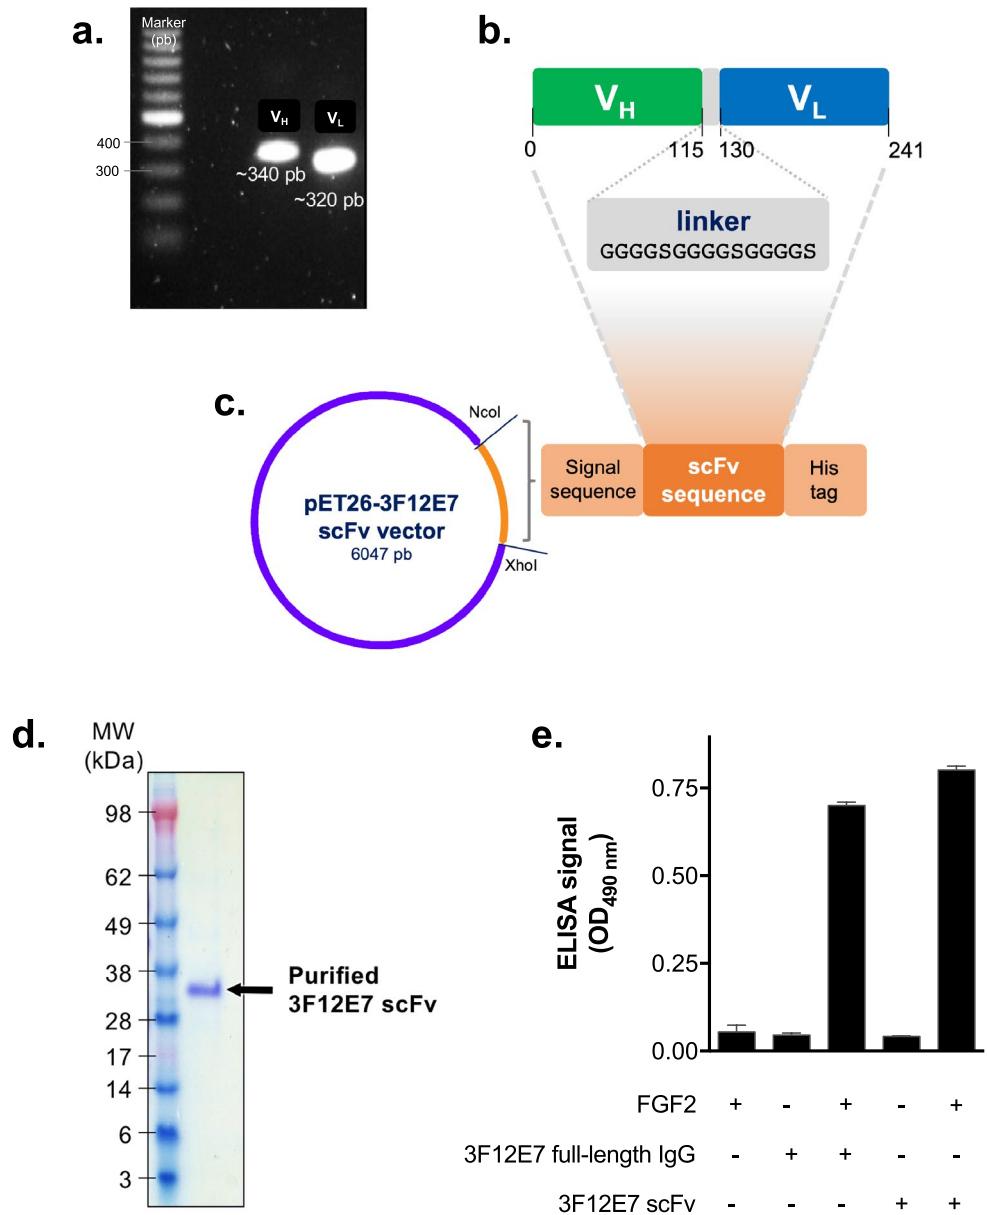 a.
Marker
(pb)
400
300
VH
VL
~340 pb
~320 pb
b.
VH
VL
0
115
130
241
linker
GGGGSGGGGSGGGGS
c.
NcoI
XhoI
pET26-3F12E7
scFv vector
6047 pb
Signal
sequence
scFv
sequence
His
tag
d.
MW
(kDa)
98
62
49
38
28
17
14
6
3
Purified
3F12E7 scFv
e.
ELISA signal
(OD490 nm)
0.75
0.50
0.25
0.00
FGF2 + - + - +
3F12E7 full-length IgG - + + - -
3F12E7 scFv - - - + +